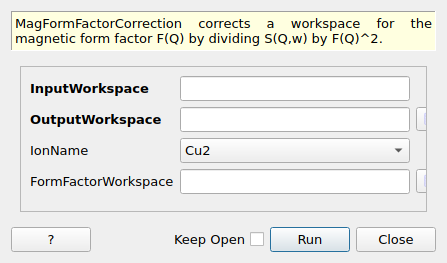 MagFormFactorCorrection corrects a workspace for the
magnetic form factor F(Q) by dividing S(Q,w) by F(Q)^2.
InputWorkspace
OutputWorkspace
IonName Cu2
FormFactorWorkspace
? Keep Open Run Close